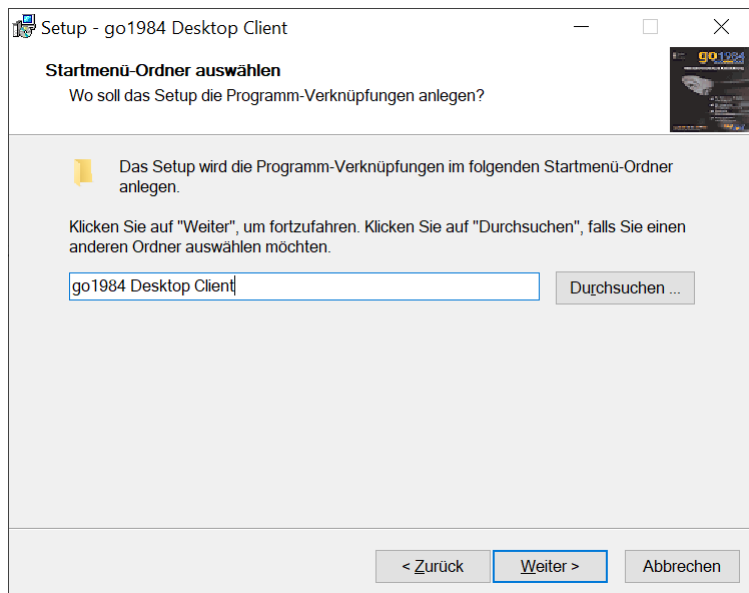 Setup - go1984 Desktop Client
Startmenü-Ordner auswählen
Wo soll das Setup die Programm-Verknüpfungen anlegen?
go1984
Das Setup wird die Programm-Verknüpfungen im folgenden Startmenü-Ordner
anlegen.
Klicken Sie auf "Weiter", um fortzufahren. Klicken Sie auf "Durchsuchen", falls Sie einen
anderen Ordner auswählen möchten.
go1984 Desktop Client
Durchsuchen ...
< Zurück
Weiter >
Abbrechen